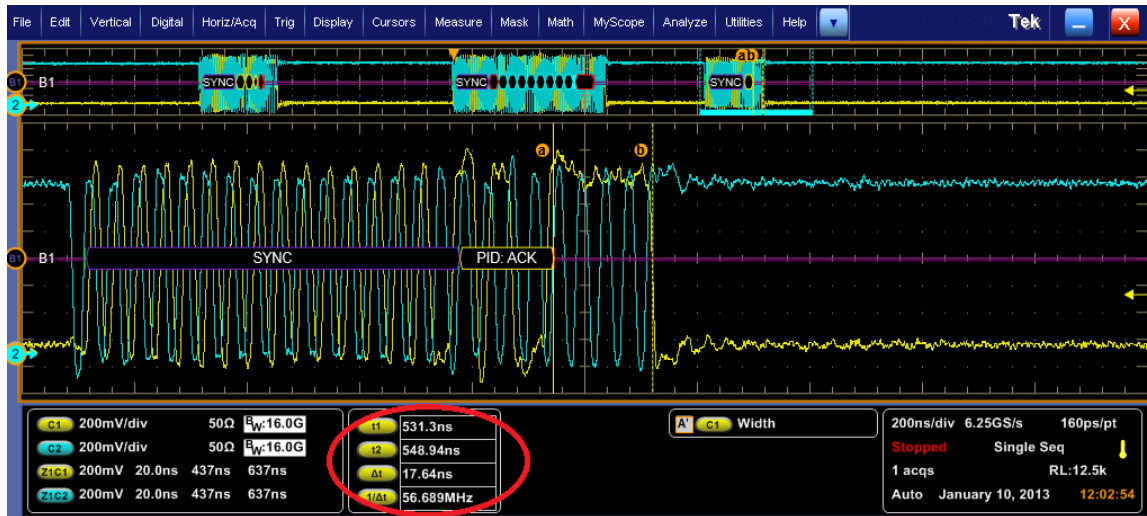 File Edit Vertical Digital Horiz/Acq Trig Display Cursors Measure Mask Math MyScope Analyze Utilities Help Tek X
B1 B1 SYNC SYNC SYNC a b
2
a b
B1 B1 SYNC PID: ACK
2
C1 200mV/div 50Ω BW:16.0G
C2 200mV/div 50Ω BW:16.0G
Z1C1 200mV 20.0ns 437ns 637ns
Z1C2 200mV 20.0ns 437ns 637ns
t1 531.3ns
t2 548.94ns
Δt 17.64ns
1/Δt 56.689MHz
A' C1 Width
200ns/div 6.25GS/s 160ps/pt
Stopped Single Seq
1 acqs RL:12.5k
Auto January 10, 2013 12:02:54